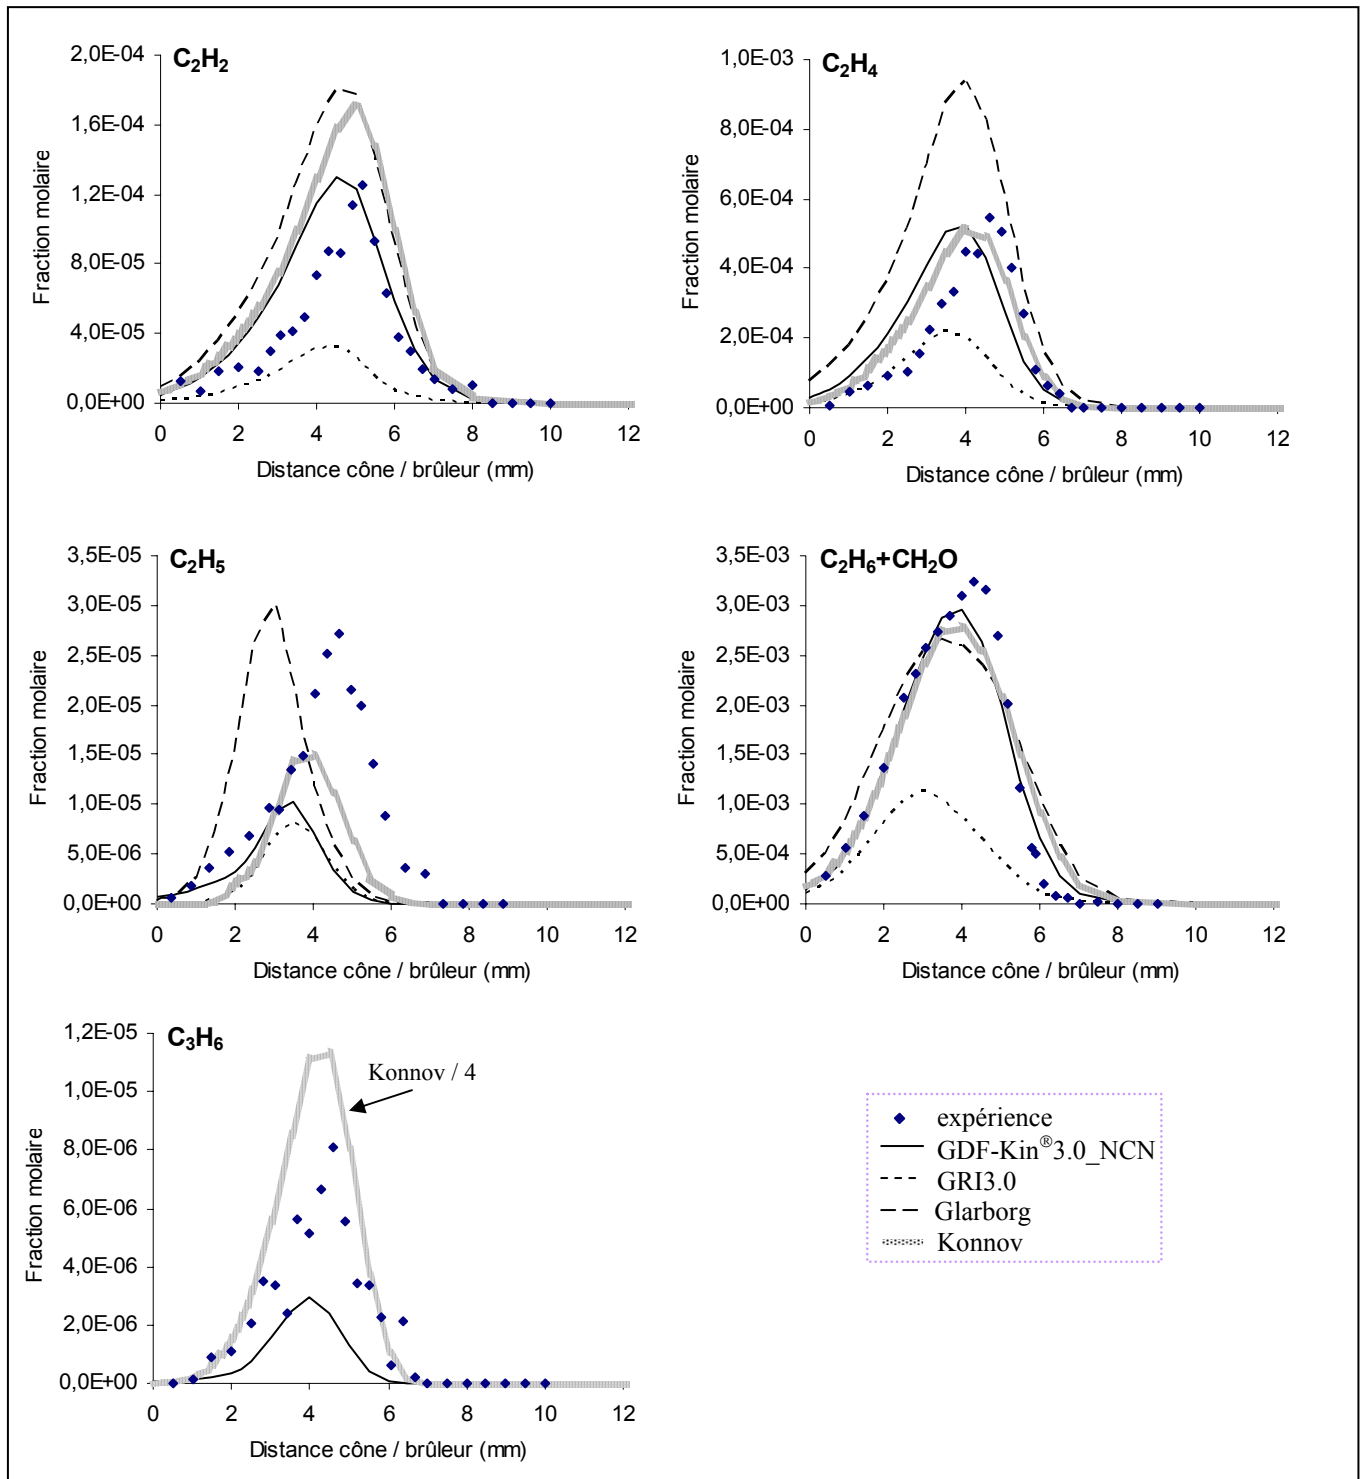 C₂H₂
2,0E-04
1,6E-04
1,2E-04
8,0E-05
4,0E-05
0,0E+00
Fraction molaire
0 2 4 6 8 10 12
Distance cône / brûleur (mm)
C₂H₄
1,0E-03
8,0E-04
6,0E-04
4,0E-04
2,0E-04
0,0E+00
Fraction molaire
0 2 4 6 8 10 12
Distance cône / brûleur (mm)
C₂H₅
3,5E-05
3,0E-05
2,5E-05
2,0E-05
1,5E-05
1,0E-05
5,0E-06
0,0E+00
Fraction molaire
0 2 4 6 8 10 12
Distance cône / brûleur (mm)
C₂H₆+CH₂O
3,5E-03
3,0E-03
2,5E-03
2,0E-03
1,5E-03
1,0E-03
5,0E-04
0,0E+00
Fraction molaire
0 2 4 6 8 10 12
Distance cône / brûleur (mm)
C₃H₆
1,2E-05
1,0E-05
8,0E-06
6,0E-06
4,0E-06
2,0E-06
0,0E+00
Fraction molaire
Konnov / 4
0 2 4 6 8 10 12
Distance cône / brûleur (mm)
expérience
GDF-Kin®3.0_NCN
GRI3.0
Glarborg
Konnov